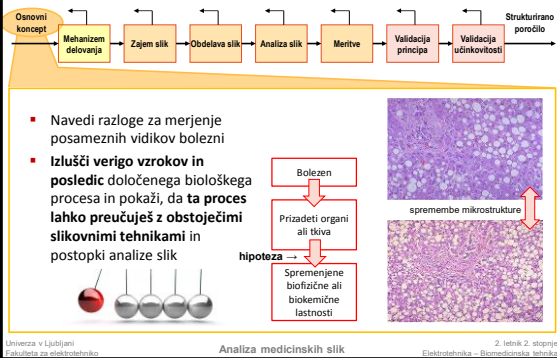 Osnovni
koncept
Mehanizem
delovanja
Zajem slik
Obdelava slik
Analiza slik
Meritve
Validacija
principa
Validacija
učinkovitosti
Strukturirano
poročilo
Navedi razloge za merjenje
posameznih vidikov bolezni
Izlušči verigo vzrokov in
posledic določenega biološkega
procesa in pokaži, da ta proces
lahko preučuješ z obstoječimi
slikovnimi tehnikami in
postopki analize slik
Bolezen
Prizadeti organi
ali tkiva
hipoteza →
Spremenjene
biofizične ali
biokemične
lastnosti
spremembe mikrostrukture
Univerza v Ljubljani
Fakulteta za elektrotehniko
Analiza medicinskih slik
2. letnik 2. stopnje
Elektrotehnika – Biomedicinska tehnika